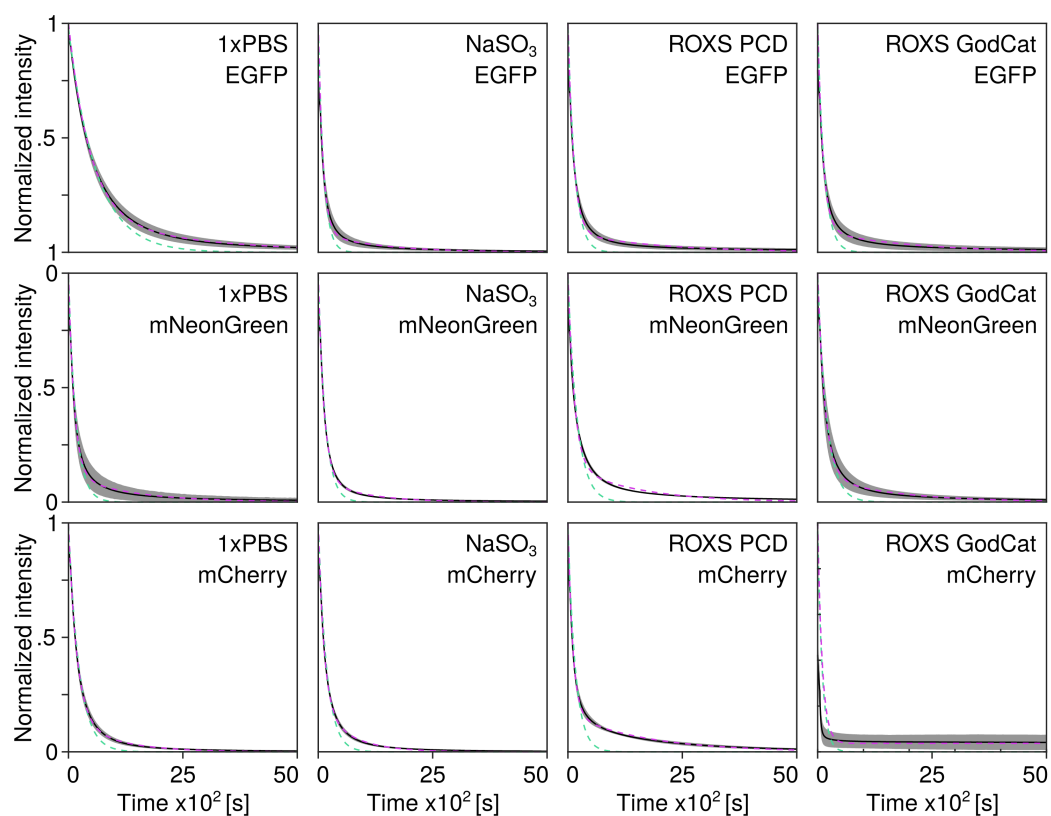 1
1xPBS
EGFP
NaSO3
EGFP
ROXS PCD
EGFP
ROXS GodCat
EGFP
Normalized intensity
.5
1
0
1xPBS
mNeonGreen
NaSO3
mNeonGreen
ROXS PCD
mNeonGreen
ROXS GodCat
mNeonGreen
Normalized intensity
.5
0
1
1xPBS
mCherry
NaSO3
mCherry
ROXS PCD
mCherry
ROXS GodCat
mCherry
Normalized intensity
.5
0
0 25 50 0 25 50 0 25 50 0 25 50
Time x10² [s] Time x10² [s] Time x10² [s] Time x10² [s]